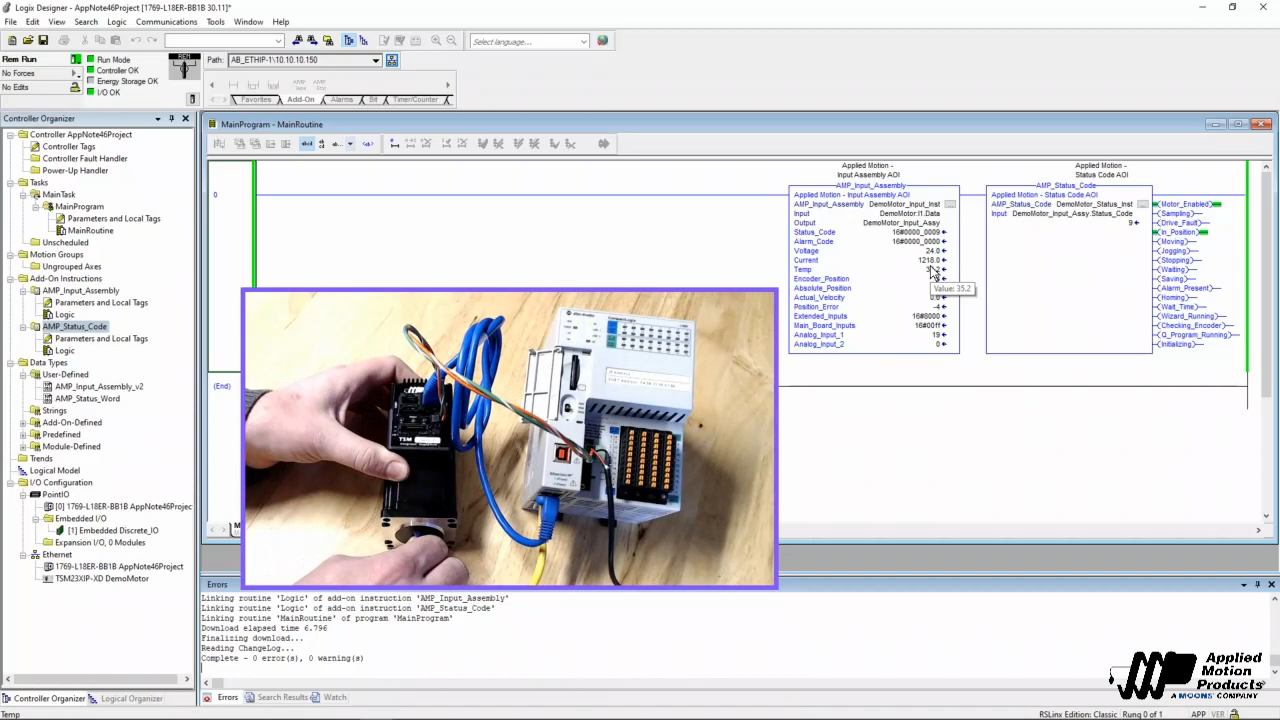 Logix Designer - AppNote46Project [1769-L18ER-BB1B 30.11]*
File Edit View Search Logic Communications Tools Window Help
Select language...
Rem Run
Run Mode
Path: AB_ETHIP-1\10.10.10.150
No Forces
Controller OK
Energy Storage OK
No Edits
I/O OK
REM
Favorites Add-On Alarms Bit Timer/Counter
Controller Organizer
MainProgram - MainRoutine
Controller AppNote46Project
Controller Tags
Controller Fault Handler
Power-Up Handler
Tasks
MainTask
MainProgram
Parameters and Local Tags
MainRoutine
Unscheduled
Motion Groups
Ungrouped Axes
Add-On Instructions
AMP_Input_Assembly
Parameters and Local Tags
Logic
AMP_Status_Code
Parameters and Local Tags
Logic
Data Types
User-Defined
AMP_Input_Assembly_v2
AMP_Status_Word
Strings
Add-On-Defined
Predefined
Module-Defined
Trends
Logical Model
I/O Configuration
PointIO
[0] 1769-L18ER-BB1B AppNote46Projec
Embedded I/O
[1] Embedded Discrete_IO
Expansion I/O, 0 Modules
Ethernet
1769-L18ER-BB1B AppNote46Project
TSM23XIP-XD DemoMotor
Controller Organizer Logical Organizer
0
(End)
Applied Motion -
Input Assembly AOI
AMP_Input_Assembly
Applied Motion - Input Assembly AOI
AMP_Input_Assembly DemoMotor_Input_Inst
Input DemoMotor:I1.Data
Output DemoMotor_Input_Assy
Status_Code 16#0000_0009
Alarm_Code 16#0000_0000
Voltage 24.0
Current 1218.0
Temp
Encoder_Position
Absolute_Position
Value: 35.2
Actual_Velocity 0.0
Position_Error -4
Extended_Inputs 16#8000
Main_Board_Inputs 16#00ff
Analog_Input_1 19
Analog_Input_2 0
Applied Motion -
Status Code AOI
AMP_Status_Code
Applied Motion - Status Code AOI
AMP_Status_Code DemoMotor_Status_Inst
Input DemoMotor_Input_Assy.Status_Code
9
Motor_Enabled
Sampling
Drive_Fault
In_Position
Moving
Jogging
Stopping
Waiting
Saving
Alarm_Present
Homing
Wait_Time
Wizard_Running
Checking_Encoder
Q_Program_Running
Initializing
TSM
Errors
Linking routine 'Logic' of add-on instruction 'AMP_Input_Assembly'
Linking routine 'Logic' of add-on instruction 'AMP_Status_Code'
Linking routine 'MainRoutine' of program 'MainProgram'
Download elapsed time 6.796
Finalizing download...
Reading ChangeLog...
Complete - 0 error(s), 0 warning(s)
Errors Search Results Watch
Applied
Motion
Products
A MOONS' COMPANY
Temp
RSLinx Edition: Classic Rung 0 of 1 APP VER